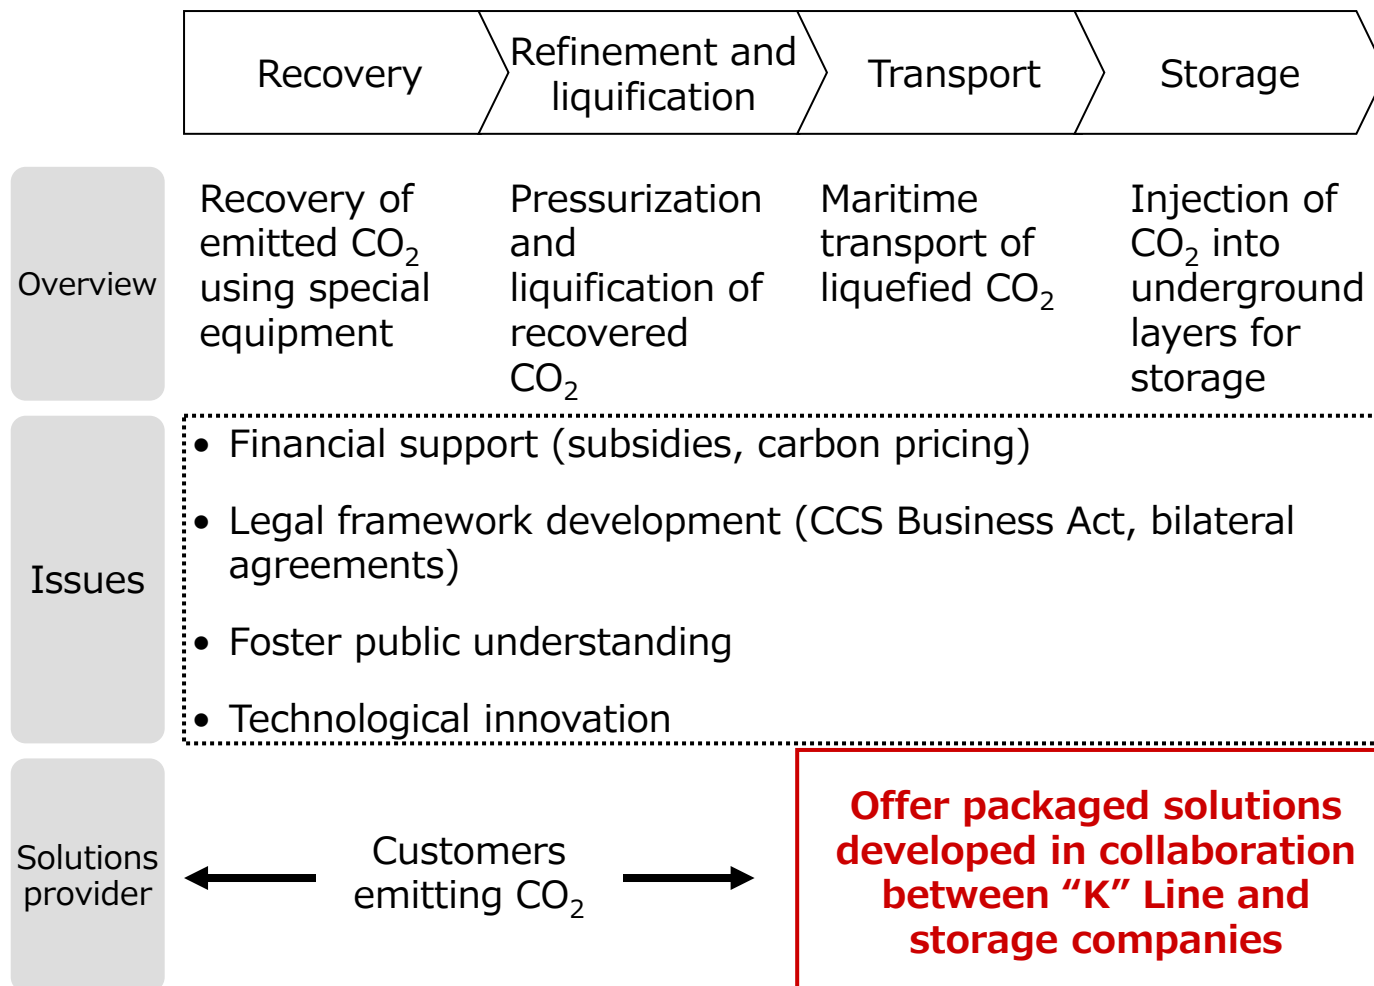 Recovery
Refinement and
liquification
Transport
Storage
Overview
Recovery of
emitted CO₂
using special
equipment
Pressurization
and
liquification of
recovered
CO₂
Maritime
transport of
liquefied CO₂
Injection of
CO₂ into
underground
layers for
storage
Issues
• Financial support (subsidies, carbon pricing)
• Legal framework development (CCS Business Act, bilateral
agreements)
• Foster public understanding
• Technological innovation
Solutions
provider
Customers
emitting CO₂
Offer packaged solutions
developed in collaboration
between “K” Line and
storage companies